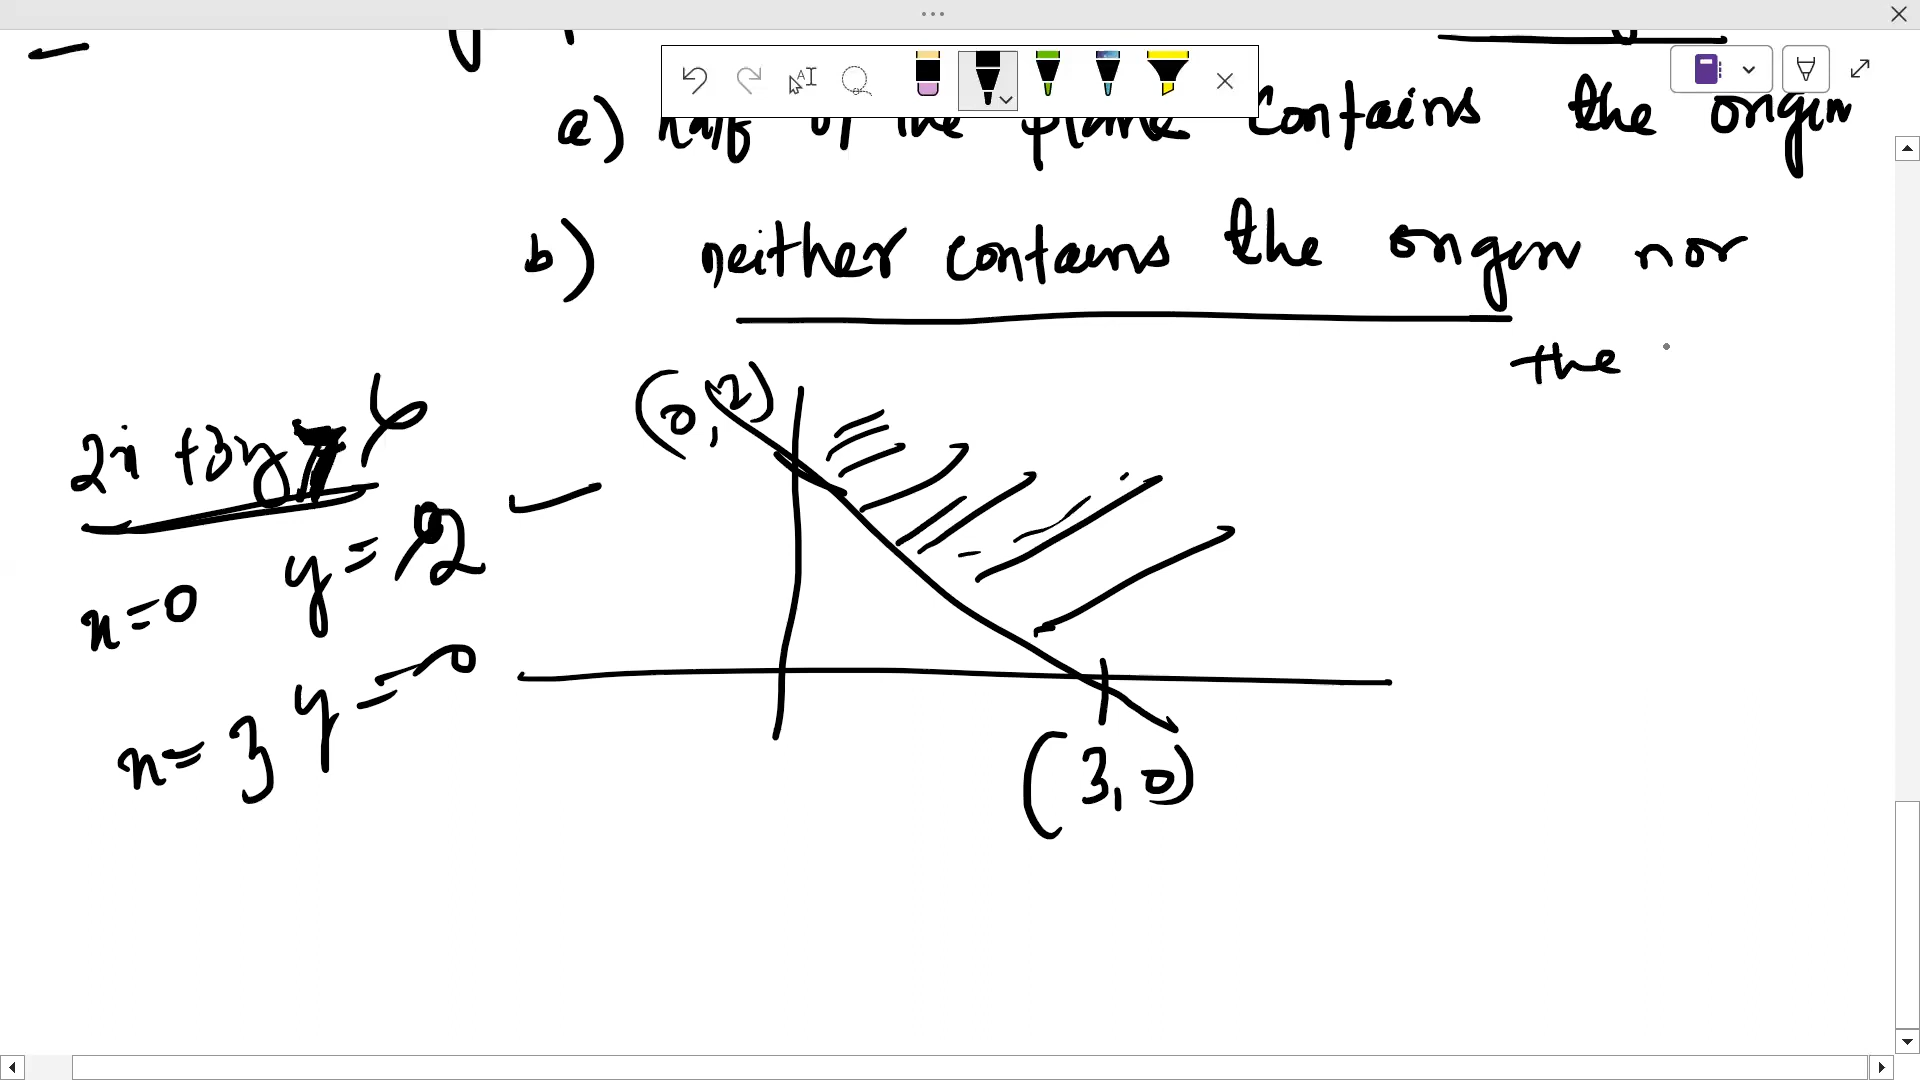 a) half of the plane contains the origin
b) neither contains the origin nor
the
(0,2)
2x + 3y > 6
x=0 y=2
x=3 y=0
(3,0)